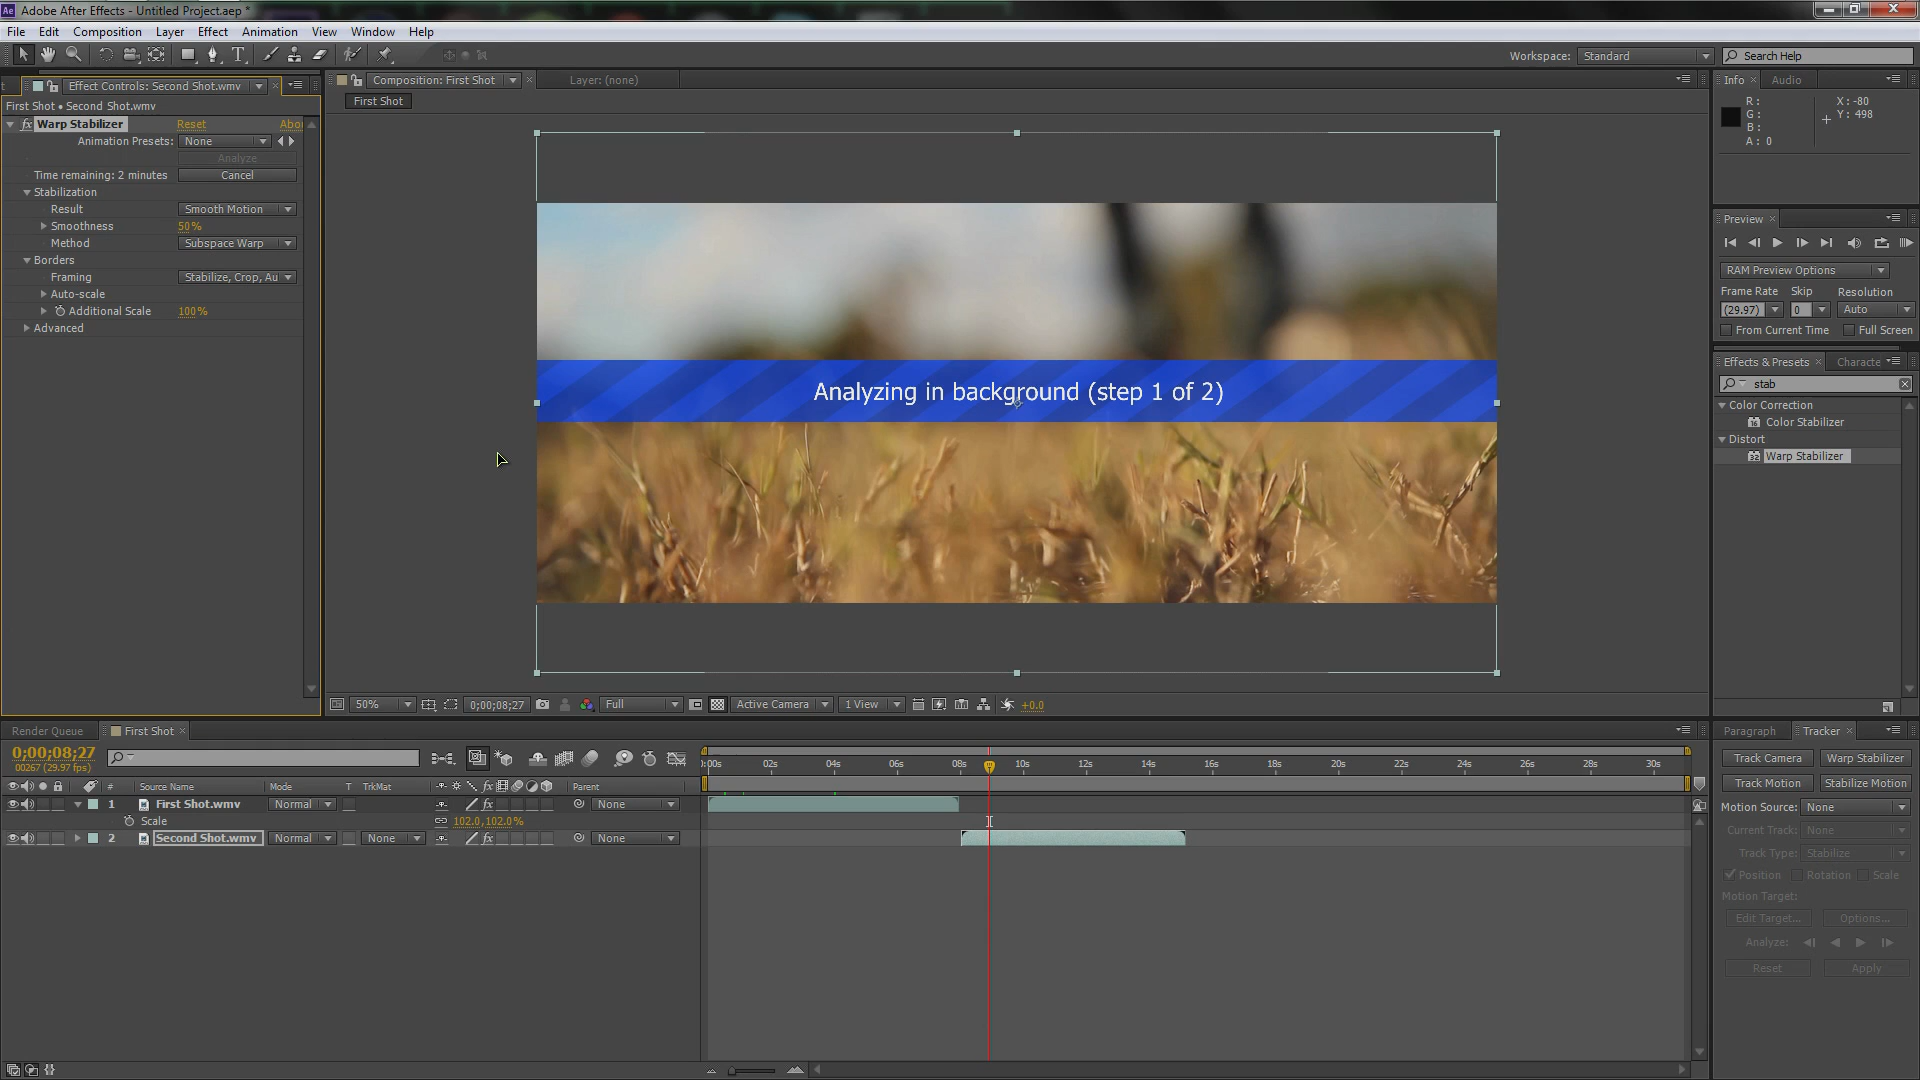 Ae Adobe After Effects - Untitled Project.aep *
File Edit Composition Layer Effect Animation View Window Help
Workspace: Standard Search Help
Effect Controls: Second Shot.wmv
First Shot • Second Shot.wmv
fx Warp Stabilizer Reset Abo
Animation Presets: None
Analyze
Time remaining: 2 minutes Cancel
Stabilization
Result Smooth Motion
Smoothness 50%
Method Subspace Warp
Borders
Framing Stabilize, Crop, Au
Auto-scale
Additional Scale 100%
Advanced
Composition: First Shot Layer: (none)
First Shot
Analyzing in background (step 1 of 2)
50% 0;00;08;27 Full Active Camera 1 View +0.0
Info Audio
R: X: -80
G: Y: 498
B:
A: 0
Preview
RAM Preview Options
Frame Rate Skip Resolution
(29.97) 0 Auto
From Current Time Full Screen
Effects & Presets Characte
stab
Color Correction
Color Stabilizer
Distort
32 Warp Stabilizer
Render Queue First Shot
0;00;08;27
00267 (29.97 fps)
# Source Name Mode T TrkMat Parent
1 First Shot.wmv Normal fx None
Scale 102.0,102.0%
2 Second Shot.wmv Normal None fx None
:00s 02s 04s 06s 08s 10s 12s 14s 16s 18s 20s 22s 24s 26s 28s 30s
Paragraph Tracker
Track Camera Warp Stabilizer
Track Motion Stabilize Motion
Motion Source: None
Current Track: None
Track Type: Stabilize
Position Rotation Scale
Motion Target:
Edit Target... Options...
Analyze:
Reset Apply